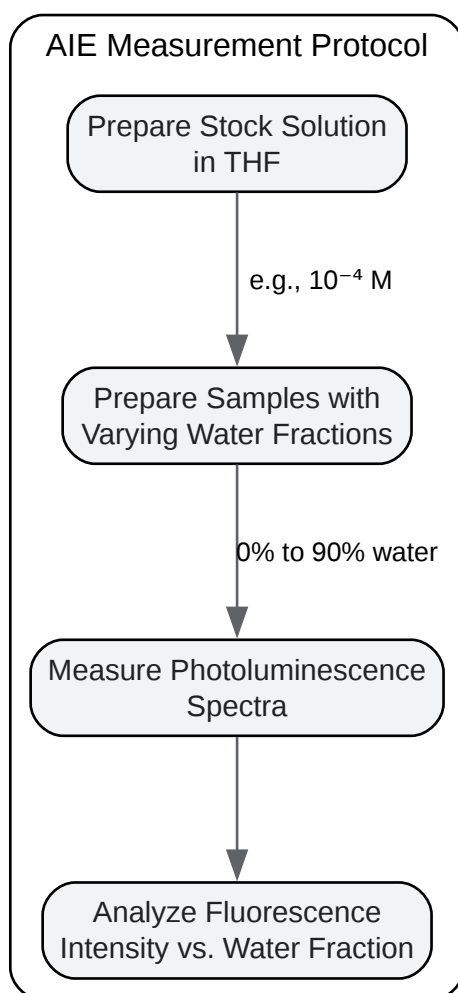 AIE Measurement Protocol
Prepare Stock Solution
in THF
e.g., 10⁻⁴ M
Prepare Samples with
Varying Water Fractions
0% to 90% water
Measure Photoluminescence
Spectra
Analyze Fluorescence
Intensity vs. Water Fraction